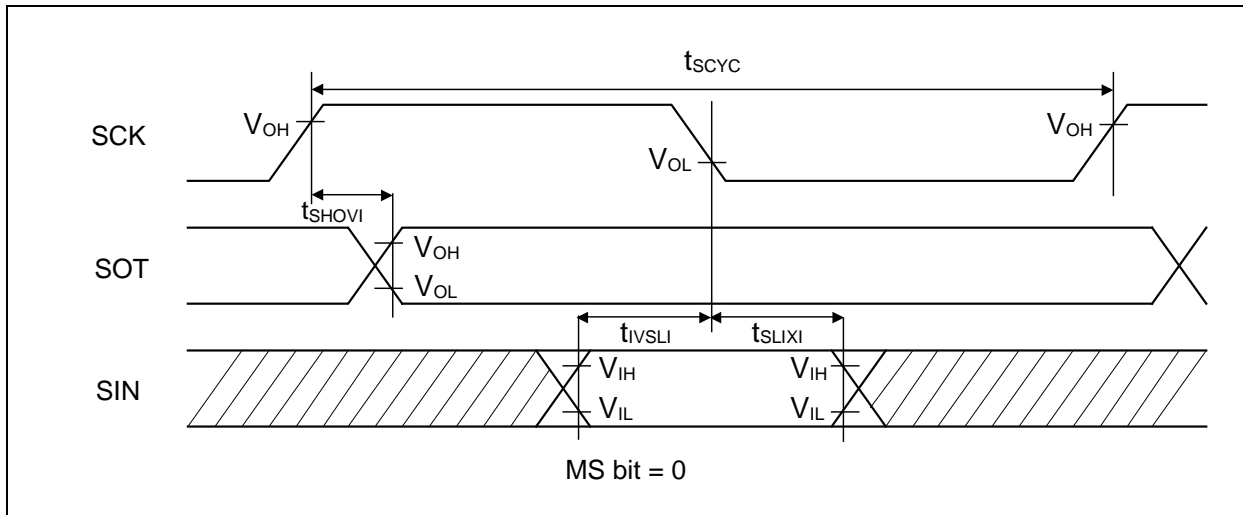 tSCYC
SCK
VOH
VOH
VOL
tSHOVI
SOT
VOH
VOL
tIVSLI
tSLIXI
SIN
VIH
VIH
VIL
VIL
MS bit = 0